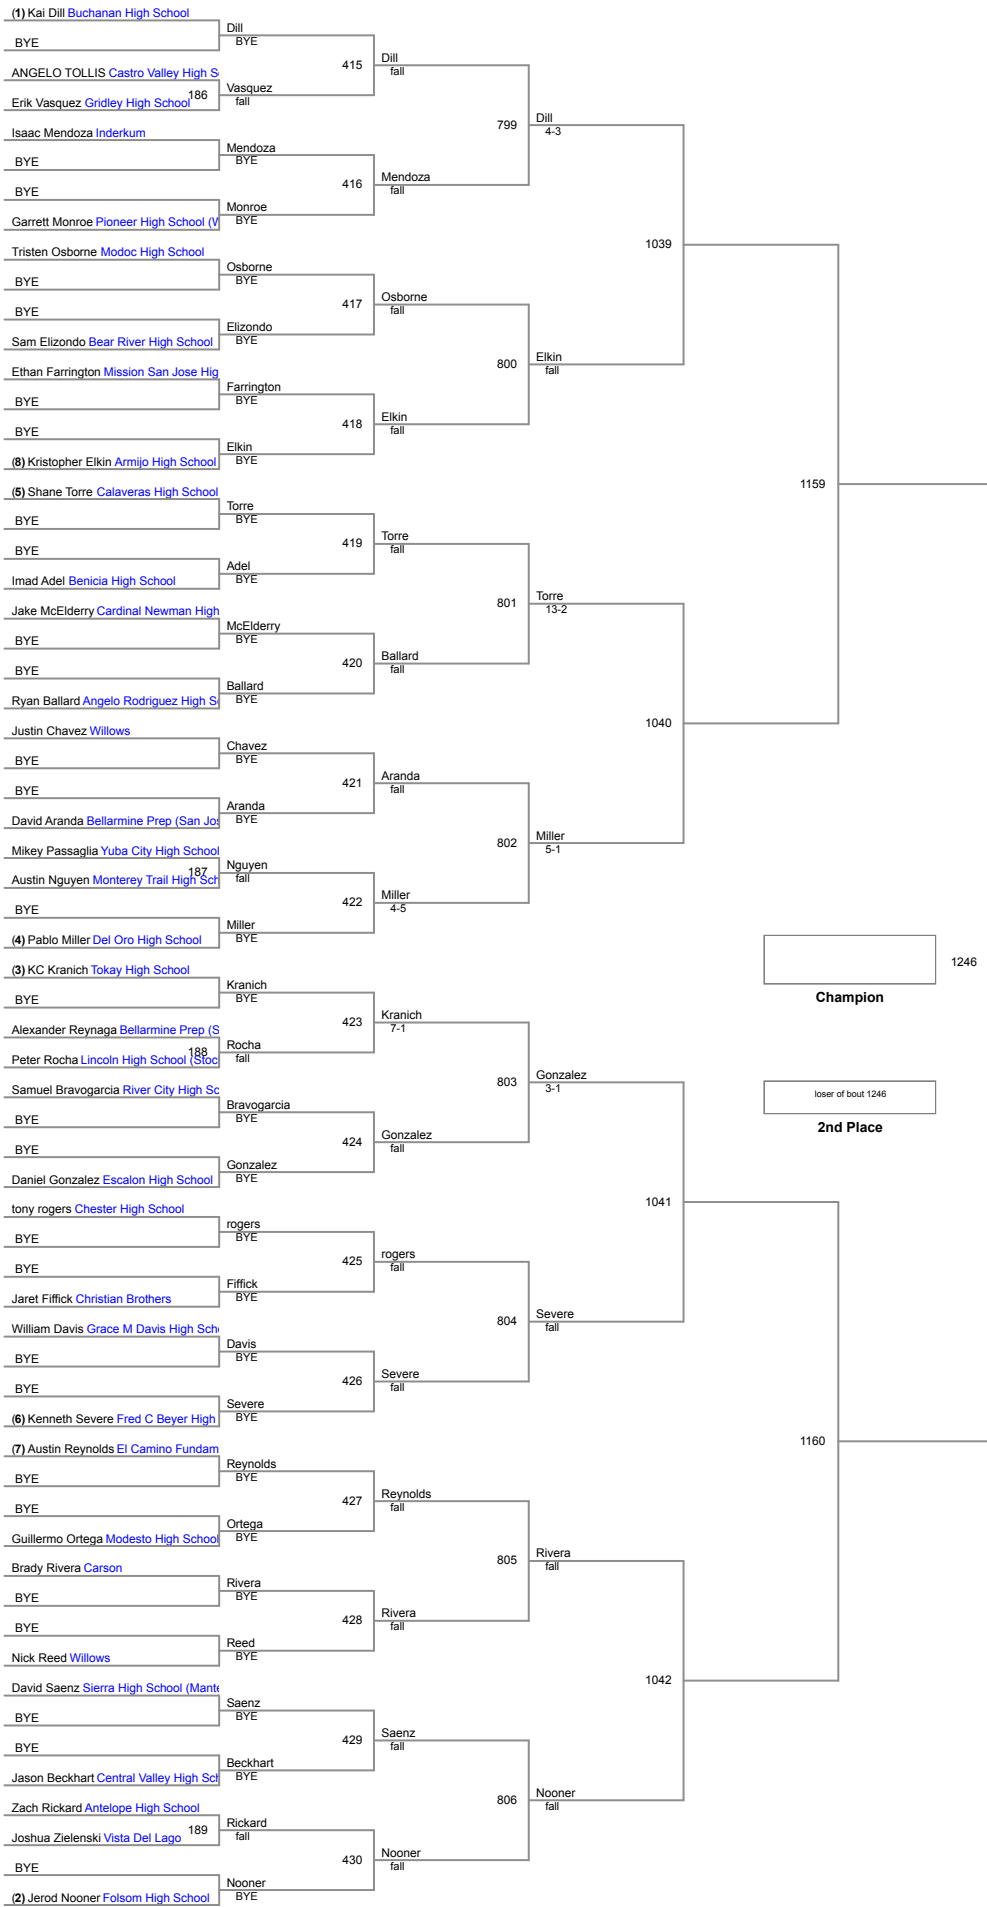 (1) Kai Dill Buchanan High School
Dill
BYE
BYE
415
Dill
fall
ANGELO TOLLIS Castro Valley High S
Vasquez
186
fall
Erik Vasquez Gridley High School
799
Dill
4-3
Isaac Mendoza Inderkum
Mendoza
BYE
BYE
416
Mendoza
fall
BYE
Monroe
BYE
Garrett Monroe Pioneer High School (W
1039
Tristen Osborne Modoc High School
Osborne
BYE
BYE
417
Osborne
fall
BYE
Elizondo
BYE
Sam Elizondo Bear River High School
800
Elkin
fall
Ethan Farrington Mission San Jose Hig
Farrington
BYE
BYE
418
Elkin
fall
BYE
Elkin
BYE
(8) Kristopher Elkin Armijo High School
1159
(5) Shane Torre Calaveras High School
Torre
BYE
BYE
419
Torre
fall
BYE
Adel
BYE
Imad Adel Benicia High School
801
Torre
13-2
Jake McElderry Cardinal Newman High
McElderry
BYE
BYE
420
Ballard
fall
BYE
Ballard
BYE
Ryan Ballard Angelo Rodriguez High S
1040
Justin Chavez Willows
Chavez
BYE
BYE
421
Aranda
fall
BYE
Aranda
BYE
David Aranda Bellarmine Prep (San Jos
802
Miller
5-1
Mikey Passaglia Yuba City High School
Nguyen
187
fall
Austin Nguyen Monterey Trail High Sch
422
Miller
4-5
BYE
Miller
BYE
(4) Pablo Miller Del Oro High School
1246
Champion
(3) KC Kranich Tokay High School
Kranich
BYE
BYE
423
Kranich
7-1
Alexander Reynaga Bellarmine Prep (S
Rocha
188
fall
Peter Rocha Lincoln High School (Stoc
803
Gonzalez
3-1
loser of bout 1246
2nd Place
Samuel Bravogarcia River City High Sc
Bravogarcia
BYE
BYE
424
Gonzalez
fall
BYE
Gonzalez
BYE
Daniel Gonzalez Escalon High School
1041
tony rogers Chester High School
rogers
BYE
BYE
425
rogers
fall
BYE
Fiffick
BYE
Jaret Fiffick Christian Brothers
804
Severe
fall
William Davis Grace M Davis High Sch
Davis
BYE
BYE
426
Severe
fall
BYE
Severe
BYE
(6) Kenneth Severe Fred C Beyer High
1160
(7) Austin Reynolds El Camino Fundam
Reynolds
BYE
BYE
427
Reynolds
fall
BYE
Ortega
BYE
Guillermo Ortega Modesto High School
805
Rivera
fall
Brady Rivera Carson
Rivera
BYE
BYE
428
Rivera
fall
BYE
Reed
BYE
Nick Reed Willows
1042
David Saenz Sierra High School (Mante
Saenz
BYE
BYE
429
Saenz
fall
BYE
Beckhart
BYE
Jason Beckhart Central Valley High Sch
806
Nooner
fall
Zach Rickard Antelope High School
Rickard
189
fall
Joshua Zielenski Vista Del Lago
430
Nooner
fall
BYE
Nooner
BYE
(2) Jerod Nooner Folsom High School